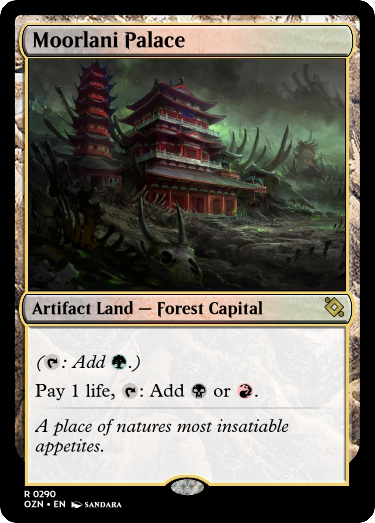 Moorlani Palace
Artifact Land — Forest Capital
(: Add .)
Pay 1 life, : Add or .
A place of natures most insatiable
appetites.
R 0290
OZN • EN SANDARA